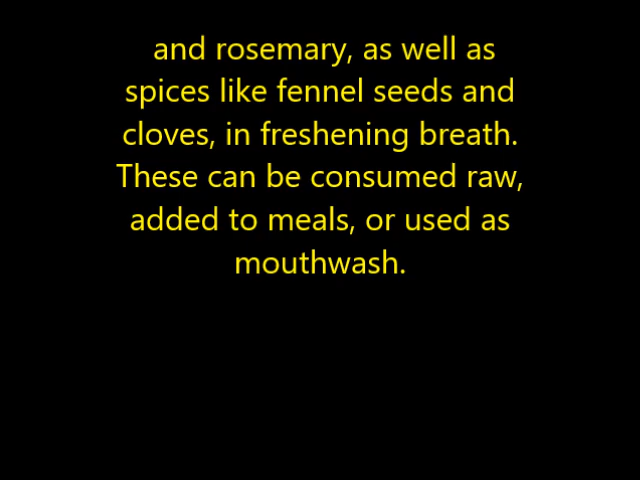 and rosemary, as well as
spices like fennel seeds and
cloves, in freshening breath.
These can be consumed raw,
added to meals, or used as
mouthwash.